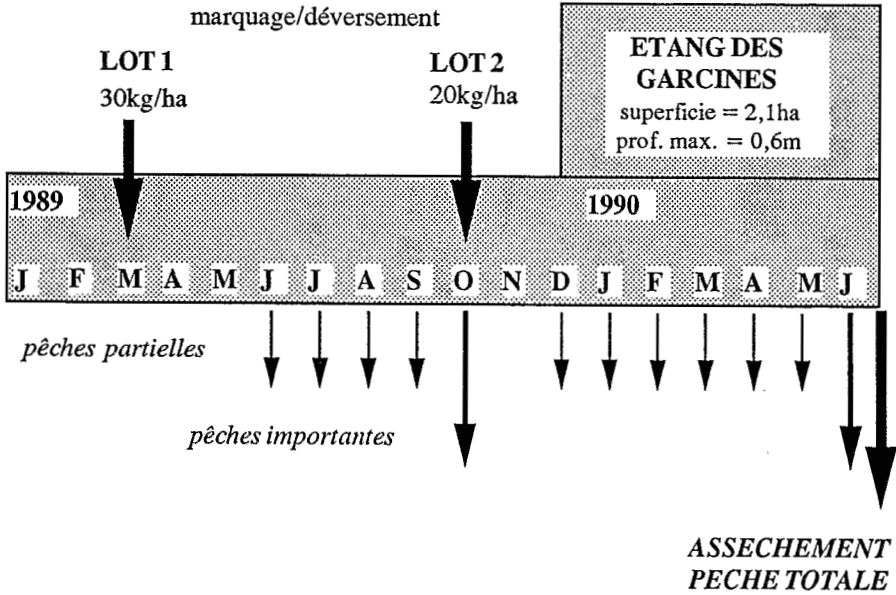 marquage/déversement
LOT 1
30kg/ha
LOT 2
20kg/ha
ETANG DES
GARCINES
superficie = 2,1ha
prof. max. = 0,6m
1989
1990
J F M A M J J A S O N D J F M A M J
pêches partielles
pêches importantes
ASSECHEMENT
PECHE TOTALE